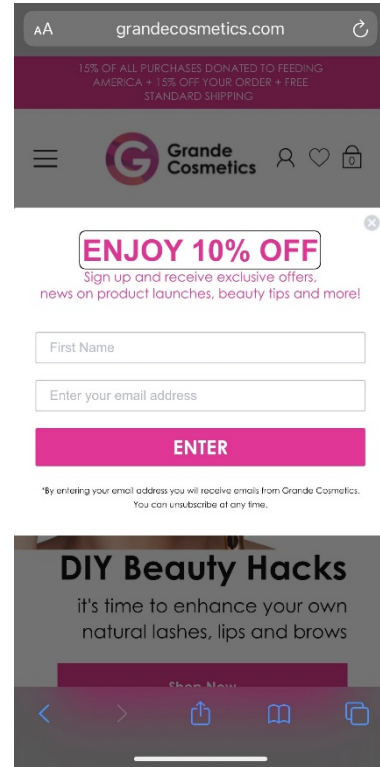 AA grandecosmetics.com
15% OF ALL PURCHASES DONATED TO FEEDING
AMERICA + 15% OFF YOUR ORDER + FREE
STANDARD SHIPPING
Grande
Cosmetics
0
ENJOY 10% OFF
Sign up and receive exclusive offers,
news on product launches, beauty tips and more!
First Name
Enter your email address
ENTER
*By entering your email address you will receive emails from Grande Cosmetics.
You can unsubscribe at any time.
DIY Beauty Hacks
it's time to enhance your own
natural lashes, lips and brows
Shop Now